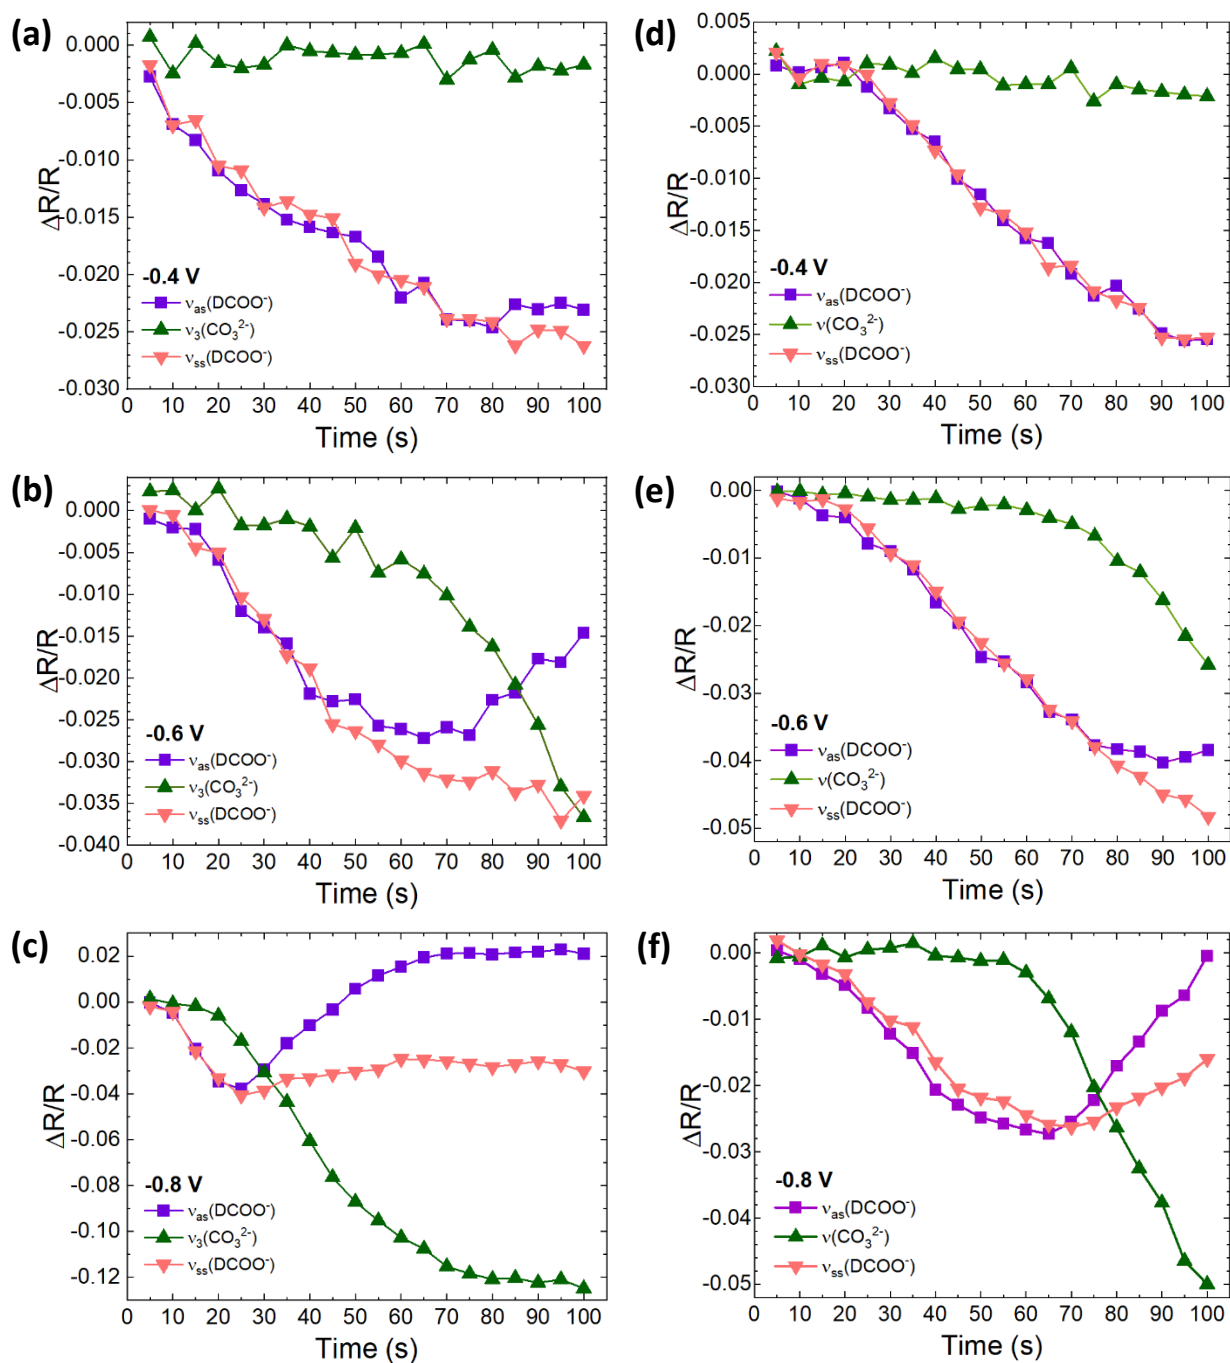 (a)
0.000
-0.005
-0.010
-0.015
-0.020
-0.025
-0.030
ΔR/R
-0.4 V
νas(DCOO⁻)
ν₃(CO₃²⁻)
νss(DCOO⁻)
0 10 20 30 40 50 60 70 80 90 100
Time (s)
(d)
0.005
0.000
-0.005
-0.010
-0.015
-0.020
-0.025
-0.030
ΔR/R
-0.4 V
νas(DCOO⁻)
ν(CO₃²⁻)
νss(DCOO⁻)
0 10 20 30 40 50 60 70 80 90 100
Time (s)
(b)
0.000
-0.005
-0.010
-0.015
-0.020
-0.025
-0.030
-0.035
-0.040
ΔR/R
-0.6 V
νas(DCOO⁻)
ν₃(CO₃²⁻)
νss(DCOO⁻)
0 10 20 30 40 50 60 70 80 90 100
Time (s)
(e)
0.00
-0.01
-0.02
-0.03
-0.04
-0.05
ΔR/R
-0.6 V
νas(DCOO⁻)
ν(CO₃²⁻)
νss(DCOO⁻)
0 10 20 30 40 50 60 70 80 90 100
Time (s)
(c)
0.02
0.00
-0.02
-0.04
-0.06
-0.08
-0.10
-0.12
ΔR/R
-0.8 V
νas(DCOO⁻)
ν₃(CO₃²⁻)
νss(DCOO⁻)
0 10 20 30 40 50 60 70 80 90 100
Time (s)
(f)
0.00
-0.01
-0.02
-0.03
-0.04
-0.05
ΔR/R
-0.8 V
νas(DCOO⁻)
ν(CO₃²⁻)
νss(DCOO⁻)
0 10 20 30 40 50 60 70 80 90 100
Time (s)